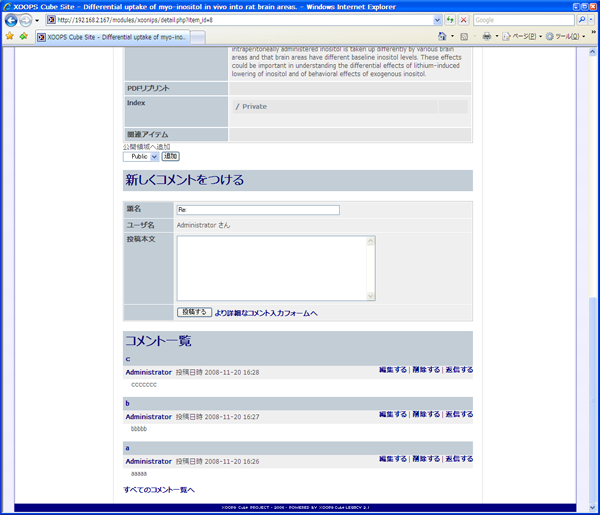 XOOPS Cube Site - Differential uptake of myo-inositol in vivo into rat brain areas. - Windows Internet Explorer
http://192.168.2.167/modules/xoonips/detail.php?item_id=8
Google
XOOPS Cube Site - Differential uptake of myo-ino...
ページ(P)
ツール(O)
intraperitoneally administered inositol is taken up differently by various brain
areas and that brain areas have different baseline inositol levels. These effects
could be important in understanding the differential effects of lithium-induced
lowering of inositol and of behavioral effects of exogenous inositol.
PDFリプリント
Index
/ Private
関連アイテム
公開領域へ追加
Public
追加
新しくコメントをつける
題名
Re:
ユーザ名
Administrator さん
投稿本文
投稿する より詳細なコメント入力フォームへ
コメント一覧
c
Administrator 投稿日時 2008-11-20 16:28 編集する | 削除する | 返信する
ccccccc
b
Administrator 投稿日時 2008-11-20 16:27 編集する | 削除する | 返信する
bbbbb
a
Administrator 投稿日時 2008-11-20 16:26 編集する | 削除する | 返信する
aaaaa
すべてのコメント一覧へ
XOOPS Cube PROJECT - 2006 - POWERED BY XOOPS Cube LEGACY 2.1